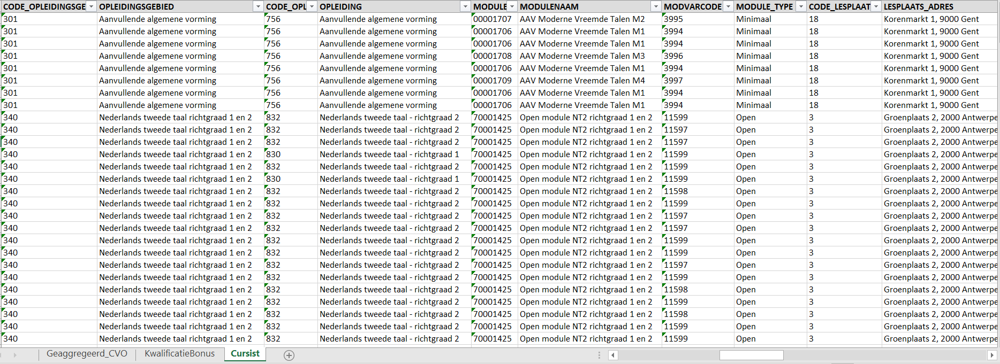 CODE_OPLEIDINGSGE OPLEIDINGSGEBIED CODE_OPL OPLEIDING MODULE MODULENAAM MODVARCODE MODULE_TYPE CODE_LESPLAAT LESPLAATS_ADRES
301 Aanvullende algemene vorming 756 Aanvullende algemene vorming 00001707 AAV Moderne Vreemde Talen M2 3995 Minimaal 18 Korenmarkt 1, 9000 Gent
301 Aanvullende algemene vorming 756 Aanvullende algemene vorming 00001706 AAV Moderne Vreemde Talen M1 3994 Minimaal 18 Korenmarkt 1, 9000 Gent
301 Aanvullende algemene vorming 756 Aanvullende algemene vorming 00001706 AAV Moderne Vreemde Talen M1 3994 Minimaal 18 Korenmarkt 1, 9000 Gent
301 Aanvullende algemene vorming 756 Aanvullende algemene vorming 00001708 AAV Moderne Vreemde Talen M3 3996 Minimaal 18 Korenmarkt 1, 9000 Gent
301 Aanvullende algemene vorming 756 Aanvullende algemene vorming 00001706 AAV Moderne Vreemde Talen M1 3994 Minimaal 18 Korenmarkt 1, 9000 Gent
301 Aanvullende algemene vorming 756 Aanvullende algemene vorming 00001709 AAV Moderne Vreemde Talen M4 3997 Minimaal 18 Korenmarkt 1, 9000 Gent
301 Aanvullende algemene vorming 756 Aanvullende algemene vorming 00001706 AAV Moderne Vreemde Talen M1 3994 Minimaal 18 Korenmarkt 1, 9000 Gent
301 Aanvullende algemene vorming 756 Aanvullende algemene vorming 00001706 AAV Moderne Vreemde Talen M1 3994 Minimaal 18 Korenmarkt 1, 9000 Gent
340 Nederlands tweede taal richtgraad 1 en 2 832 Nederlands tweede taal - richtgraad 2 70001425 Open module NT2 richtgraad 1 en 2 11599 Open 3 Groenplaats 2, 2000 Antwerpe
340 Nederlands tweede taal richtgraad 1 en 2 832 Nederlands tweede taal - richtgraad 2 70001425 Open module NT2 richtgraad 1 en 2 11597 Open 3 Groenplaats 2, 2000 Antwerpe
340 Nederlands tweede taal richtgraad 1 en 2 832 Nederlands tweede taal - richtgraad 2 70001425 Open module NT2 richtgraad 1 en 2 11597 Open 3 Groenplaats 2, 2000 Antwerpe
340 Nederlands tweede taal richtgraad 1 en 2 830 Nederlands tweede taal - richtgraad 1 70001425 Open module NT2 richtgraad 1 en 2 11599 Open 3 Groenplaats 2, 2000 Antwerpe
340 Nederlands tweede taal richtgraad 1 en 2 832 Nederlands tweede taal - richtgraad 2 70001425 Open module NT2 richtgraad 1 en 2 11599 Open 3 Groenplaats 2, 2000 Antwerpe
340 Nederlands tweede taal richtgraad 1 en 2 830 Nederlands tweede taal - richtgraad 1 70001425 Open module NT2 richtgraad 1 en 2 11599 Open 3 Groenplaats 2, 2000 Antwerpe
340 Nederlands tweede taal richtgraad 1 en 2 832 Nederlands tweede taal - richtgraad 2 70001425 Open module NT2 richtgraad 1 en 2 11598 Open 3 Groenplaats 2, 2000 Antwerpe
340 Nederlands tweede taal richtgraad 1 en 2 832 Nederlands tweede taal - richtgraad 2 70001425 Open module NT2 richtgraad 1 en 2 11599 Open 3 Groenplaats 2, 2000 Antwerpe
340 Nederlands tweede taal richtgraad 1 en 2 832 Nederlands tweede taal - richtgraad 2 70001425 Open module NT2 richtgraad 1 en 2 11597 Open 3 Groenplaats 2, 2000 Antwerpe
340 Nederlands tweede taal richtgraad 1 en 2 832 Nederlands tweede taal - richtgraad 2 70001425 Open module NT2 richtgraad 1 en 2 11597 Open 3 Groenplaats 2, 2000 Antwerpe
340 Nederlands tweede taal richtgraad 1 en 2 832 Nederlands tweede taal - richtgraad 2 70001425 Open module NT2 richtgraad 1 en 2 11599 Open 3 Groenplaats 2, 2000 Antwerpe
340 Nederlands tweede taal richtgraad 1 en 2 832 Nederlands tweede taal - richtgraad 2 70001425 Open module NT2 richtgraad 1 en 2 11599 Open 3 Groenplaats 2, 2000 Antwerpe
340 Nederlands tweede taal richtgraad 1 en 2 832 Nederlands tweede taal - richtgraad 2 70001425 Open module NT2 richtgraad 1 en 2 11597 Open 3 Groenplaats 2, 2000 Antwerpe
340 Nederlands tweede taal richtgraad 1 en 2 832 Nederlands tweede taal - richtgraad 2 70001425 Open module NT2 richtgraad 1 en 2 11599 Open 3 Groenplaats 2, 2000 Antwerpe
340 Nederlands tweede taal richtgraad 1 en 2 832 Nederlands tweede taal - richtgraad 2 70001425 Open module NT2 richtgraad 1 en 2 11598 Open 3 Groenplaats 2, 2000 Antwerpe
340 Nederlands tweede taal richtgraad 1 en 2 832 Nederlands tweede taal - richtgraad 2 70001425 Open module NT2 richtgraad 1 en 2 11599 Open 3 Groenplaats 2, 2000 Antwerpe
340 Nederlands tweede taal richtgraad 1 en 2 832 Nederlands tweede taal - richtgraad 2 70001425 Open module NT2 richtgraad 1 en 2 11598 Open 3 Groenplaats 2, 2000 Antwerpe
340 Nederlands tweede taal richtgraad 1 en 2 832 Nederlands tweede taal - richtgraad 2 70001425 Open module NT2 richtgraad 1 en 2 11599 Open 3 Groenplaats 2, 2000 Antwerpe
340 Nederlands tweede taal richtgraad 1 en 2 832 Nederlands tweede taal - richtgraad 2 70001425 Open module NT2 richtgraad 1 en 2 11599 Open 3 Groenplaats 2, 2000 Antwerpe
Geaggregeerd_CVO KwalificatieBonus Cursist